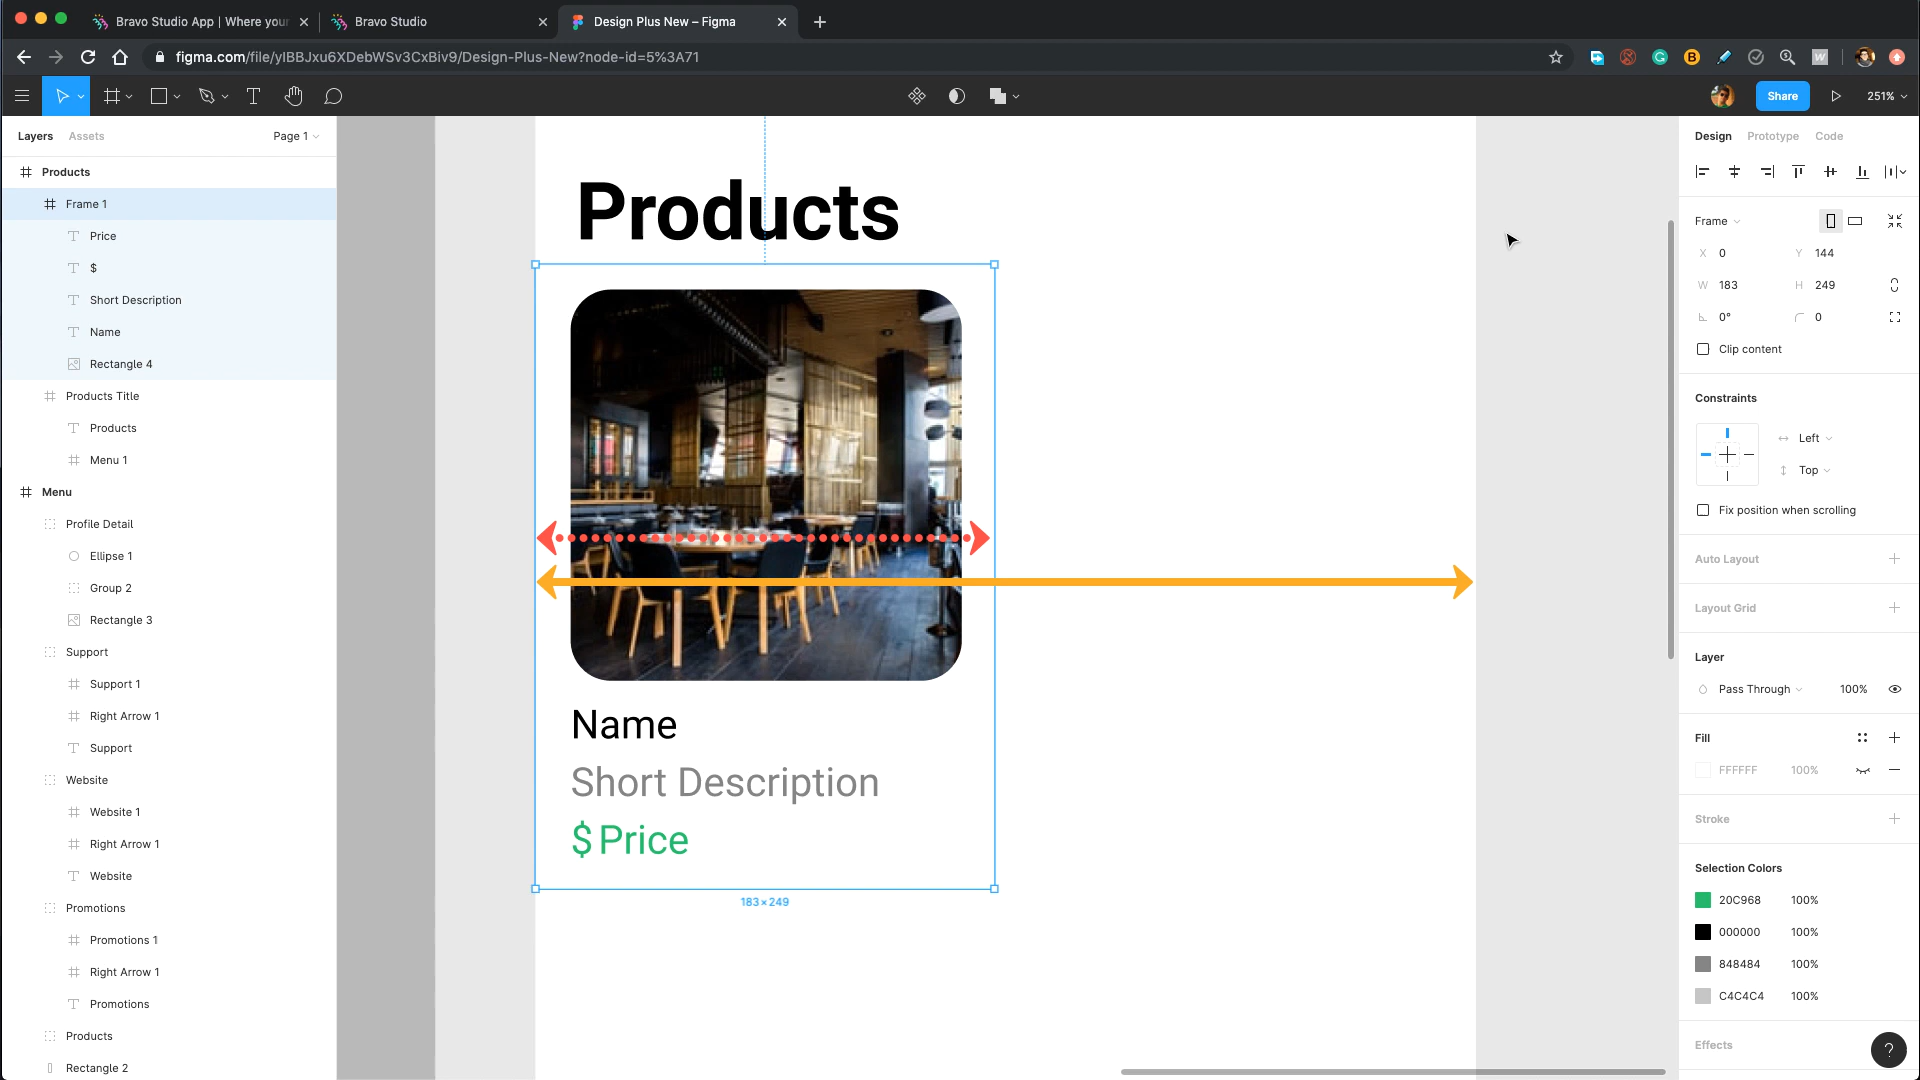 Bravo Studio App | Where your
Bravo Studio
Design Plus New – Figma
figma.com/file/yIBBJxu6XDebWSv3CxBiv9/Design-Plus-New?node-id=5%3A71
Share
251%
Layers
Assets
Page 1
Products
Frame 1
Price
$
Short Description
Name
Rectangle 4
Products Title
Products
Menu 1
Menu
Profile Detail
Ellipse 1
Group 2
Rectangle 3
Support
Support 1
Right Arrow 1
Support
Website
Website 1
Right Arrow 1
Website
Promotions
Promotions 1
Right Arrow 1
Promotions
Products
Rectangle 2
Products
Name
Short Description
$ Price
183 × 249
Design
Prototype
Code
Frame
X 0
Y 144
W 183
H 249
0°
0
Clip content
Constraints
Left
Top
Fix position when scrolling
Auto Layout
Layout Grid
Layer
Pass Through
100%
Fill
FFFFFF 100%
Stroke
Selection Colors
20C968 100%
000000 100%
848484 100%
C4C4C4 100%
Effects
?